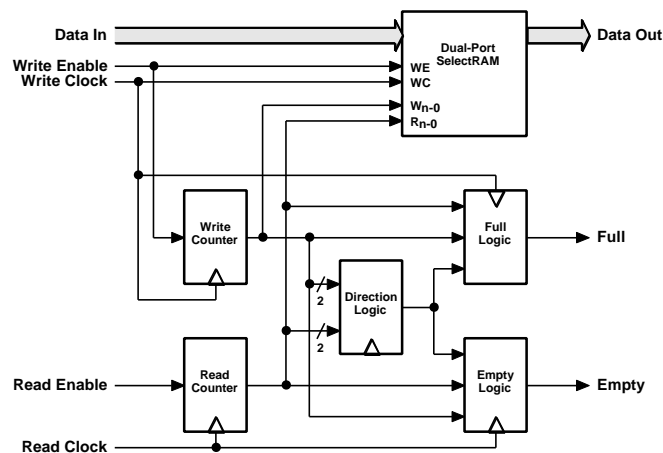 Data In
Dual-Port
SelectRAM
Data Out
Write Enable
WE
Write Clock
WC
Wn-0
Rn-0
Write
Counter
Full
Logic
Full
2
Direction
Logic
2
Read Enable
Read
Counter
Empty
Logic
Empty
Read Clock